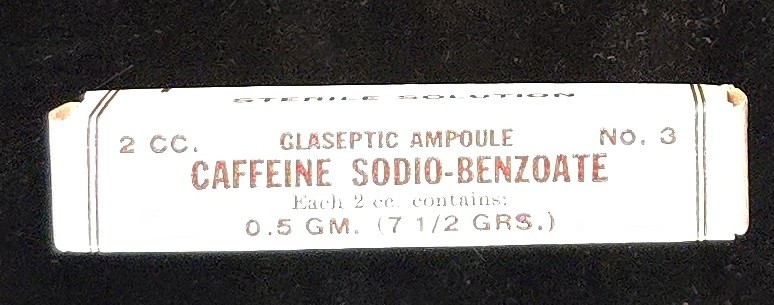 STERILE SOLUTION
2 CC. GLASEPTIC AMPOULE No. 3
CAFFEINE SODIO-BENZOATE
Each 2 cc. contains:
0.5 GM. (7 1/2 GRS.)